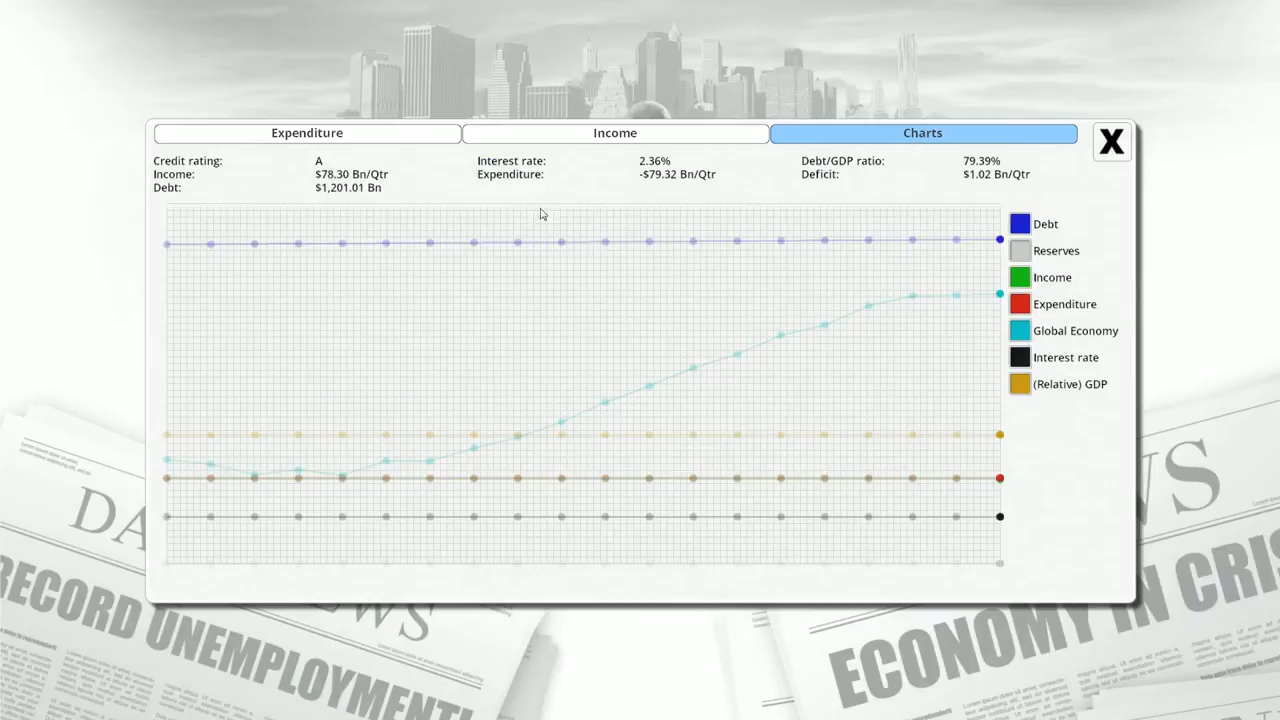 Expenditure
Income
Charts
X
Credit rating: A
Interest rate: 2.36%
Debt/GDP ratio: 79.39%
Income: $78.30 Bn/Qtr
Expenditure: -$79.32 Bn/Qtr
Deficit: $1.02 Bn/Qtr
Debt: $1,201.01 Bn
Debt
Reserves
Income
Expenditure
Global Economy
Interest rate
(Relative) GDP
RECORD UNEMPLOYMENT!
ECONOMY IN CRIS